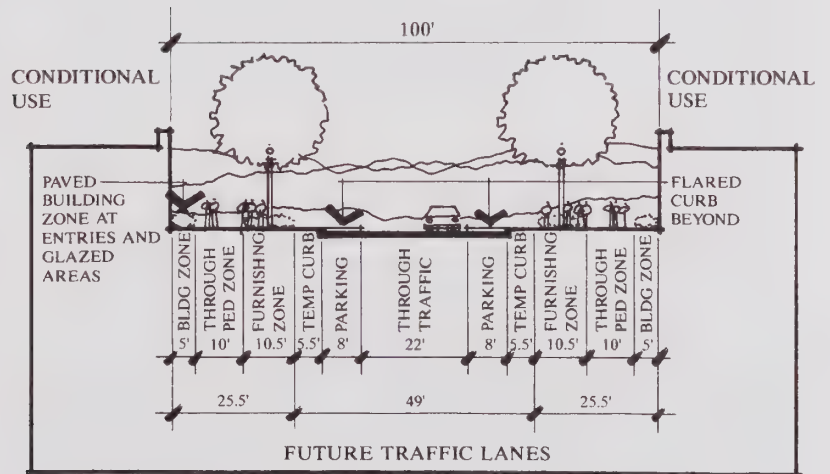 100'
CONDITIONAL
USE
CONDITIONAL
USE
PAVED
BUILDING
ZONE AT
ENTRIES AND
GLAZED
AREAS
FLARED
CURB
BEYOND
BLDG ZONE
THROUGH
PED ZONE
FURNISHNG
ZONE
TEMP CURB
PARKING
THROUGH
TRAFFIC
PARKING
TEMP CURB
FURNISHNG
ZONE
THROUGH
PED ZONE
BLDG ZONE
5' 10' 10.5' 5.5' 8' 22' 8' 5.5' 10.5' 10' 5'
25.5' 49' 25.5'
FUTURE TRAFFIC LANES